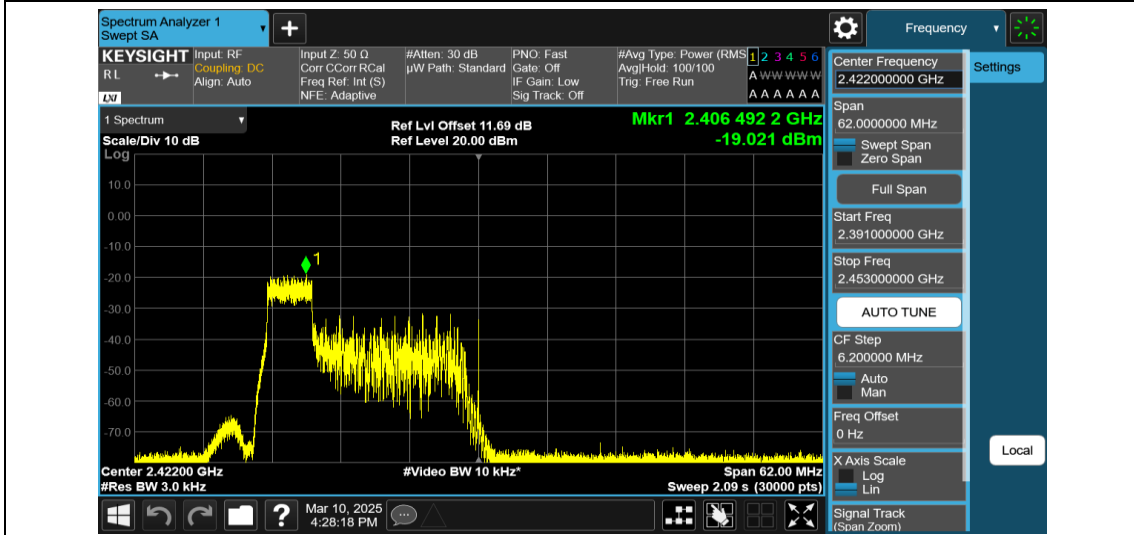 Spectrum Analyzer 1
Swept SA
Frequency
KEYSIGHT
R L
LXI
Input: RF
Coupling: DC
Align: Auto
Input Z: 50 Ω
Corr CCorr RCal
Freq Ref: Int (S)
NFE: Adaptive
#Atten: 30 dB
µW Path: Standard
PNO: Fast
Gate: Off
IF Gain: Low
Sig Track: Off
#Avg Type: Power (RMS
Avg|Hold: 100/100
Trig: Free Run
1 2 3 4 5 6
A W W W W W
A A A A A A
1 Spectrum
Scale/Div 10 dB
Log
Ref Lvl Offset 11.69 dB
Ref Level 20.00 dBm
Mkr1 2.406 492 2 GHz
-19.021 dBm
10.0
0.00
-10.0
-20.0
-30.0
-40.0
-50.0
-60.0
-70.0
1
Center 2.42200 GHz
#Res BW 3.0 kHz
#Video BW 10 kHz*
Span 62.00 MHz
Sweep 2.09 s (30000 pts)
Center Frequency
2.422000000 GHz
Span
62.0000000 MHz
Swept Span
Zero Span
Full Span
Start Freq
2.391000000 GHz
Stop Freq
2.453000000 GHz
AUTO TUNE
CF Step
6.200000 MHz
Auto
Man
Freq Offset
0 Hz
X Axis Scale
Log
Lin
Signal Track
(Span Zoom)
Settings
Local
?
Mar 10, 2025
4:28:18 PM